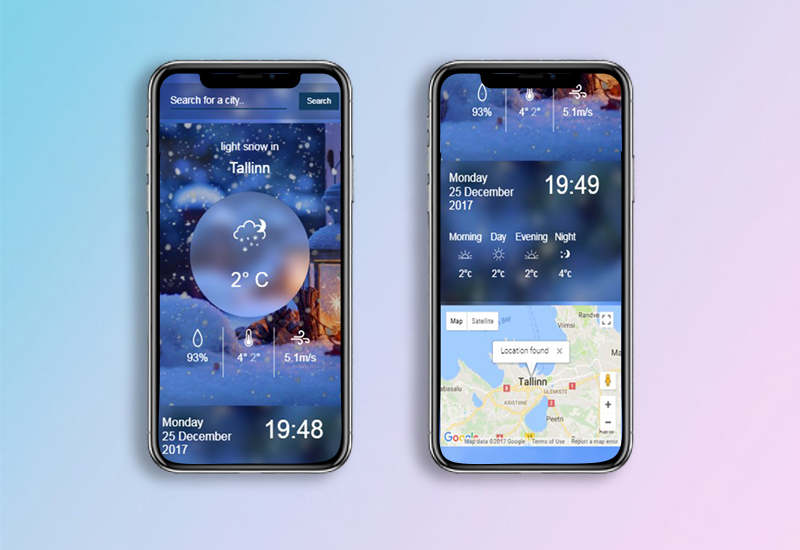 Search for a city..
Search
light snow in
Tallinn
2° C
93%
4° 2°
5.1m/s
Monday
25 December
2017
19:48
93%
4° 2°
5.1m/s
Monday
25 December
2017
19:49
Morning Day Evening Night
2°c 2°c 2°c 4°c
Map Satellite
Randve
Viimsi
Location found
Ma
Tallinn
abasalu
KRISTIINE
Peetri
Google
Map data ©2017 Google Terms of Use Report a map error